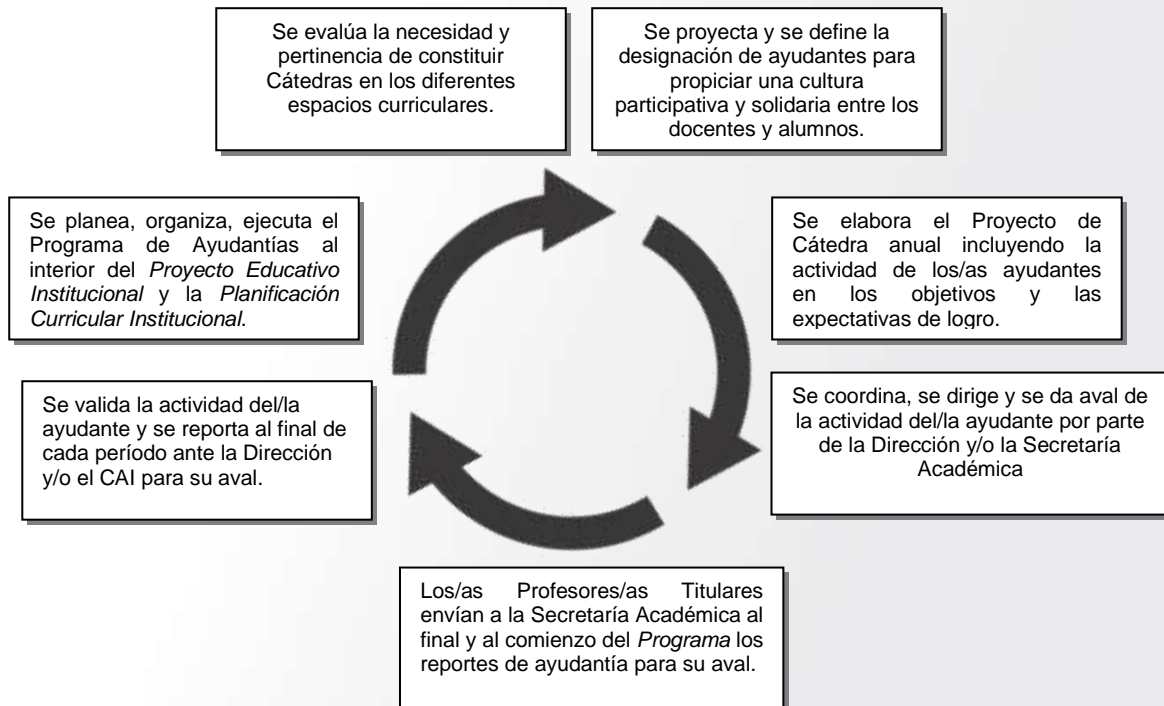 Se evalúa la necesidad y
pertinencia de constituir
Cátedras en los diferentes
espacios curriculares.
Se proyecta y se define la
designación de ayudantes para
propiciar una cultura
participativa y solidaria entre los
docentes y alumnos.
Se planea, organiza, ejecuta el
Programa de Ayudantías al
interior del Proyecto Educativo
Institucional y la Planificación
Curricular Institucional.
Se elabora el Proyecto de
Cátedra anual incluyendo la
actividad de los/as ayudantes
en los objetivos y las
expectativas de logro.
Se valida la actividad del/la
ayudante y se reporta al final de
cada período ante la Dirección
y/o el CAI para su aval.
Se coordina, se dirige y se da aval de
la actividad del/la ayudante por parte
de la Dirección y/o la Secretaría
Académica
Los/as Profesores/as Titulares
envían a la Secretaría Académica al
final y al comienzo del Programa los
reportes de ayudantía para su aval.